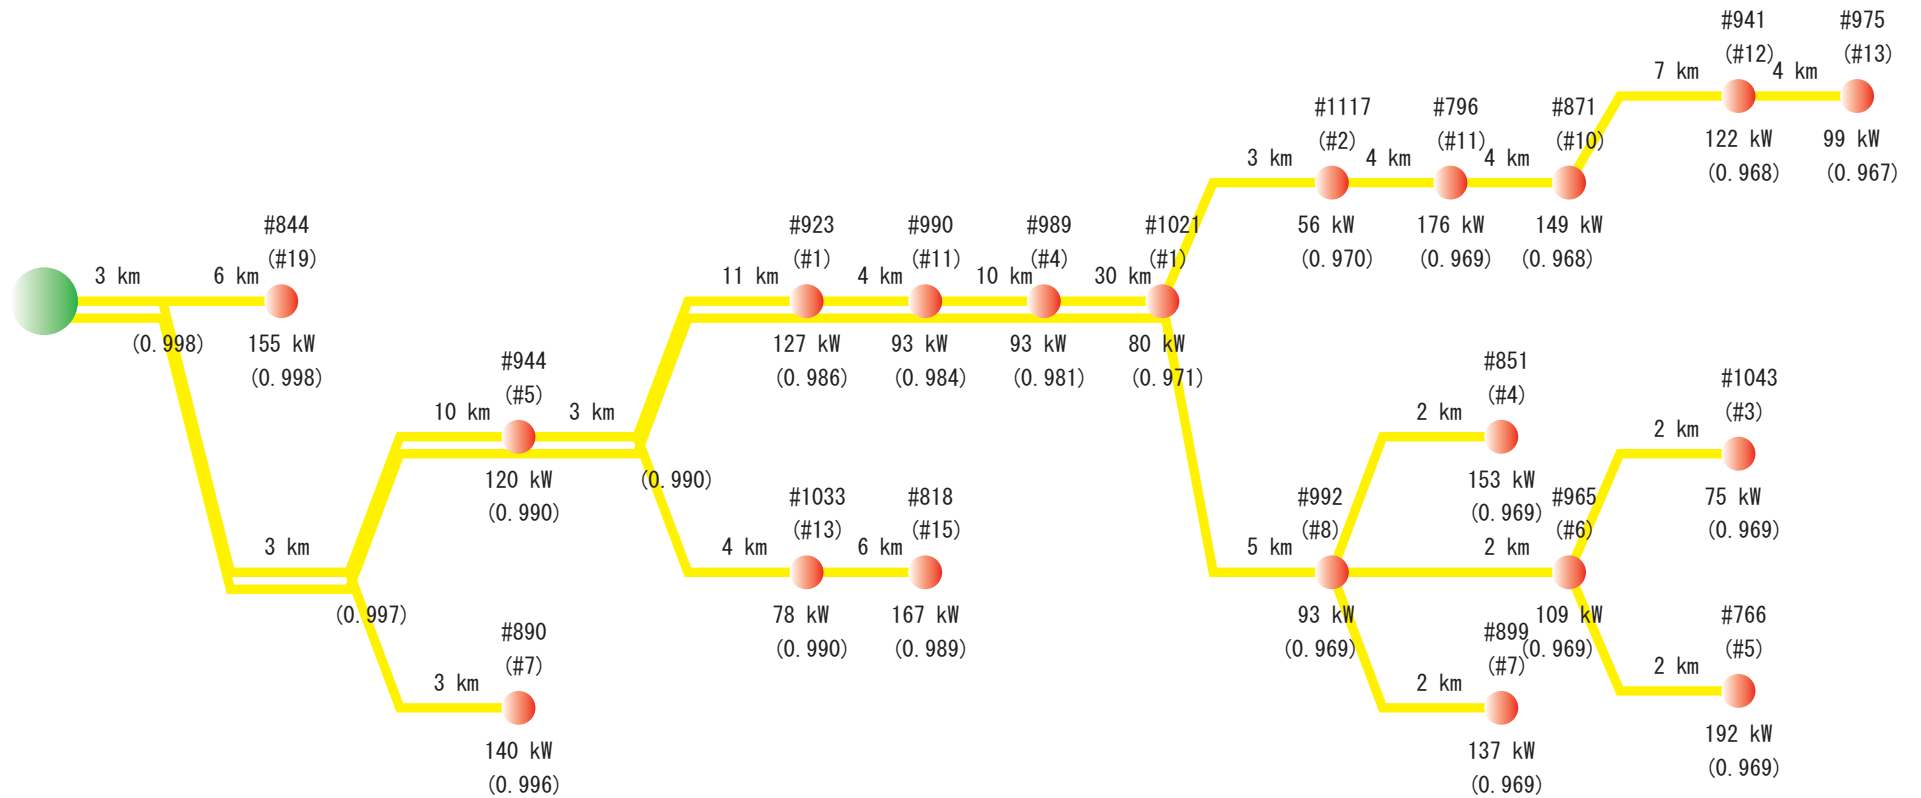 #941
(#12)
7 km
4 km
122 kW
(0.968)
#975
(#13)
99 kW
(0.967)
#1117
(#2)
3 km
4 km
56 kW
(0.970)
#796
(#11)
4 km
176 kW
(0.969)
#871
(#10)
149 kW
(0.968)
3 km
(0.998)
#844
(#19)
6 km
155 kW
(0.998)
#923
(#1)
11 km
127 kW
(0.986)
#990
(#11)
4 km
93 kW
(0.984)
#989
(#4)
10 km
93 kW
(0.981)
#1021
(#1)
30 km
80 kW
(0.971)
#944
(#5)
10 km
3 km
120 kW
(0.990)
(0.990)
#851
(#4)
2 km
153 kW
(0.969)
#1043
(#3)
2 km
75 kW
(0.969)
3 km
(0.997)
#1033
(#13)
4 km
78 kW
(0.990)
#818
(#15)
6 km
167 kW
(0.989)
#992
(#8)
5 km
93 kW
(0.969)
#965
(#6)
2 km
109 kW
(0.969)
#890
(#7)
3 km
140 kW
(0.996)
#899
(#7)
2 km
137 kW
(0.969)
#766
(#5)
2 km
192 kW
(0.969)